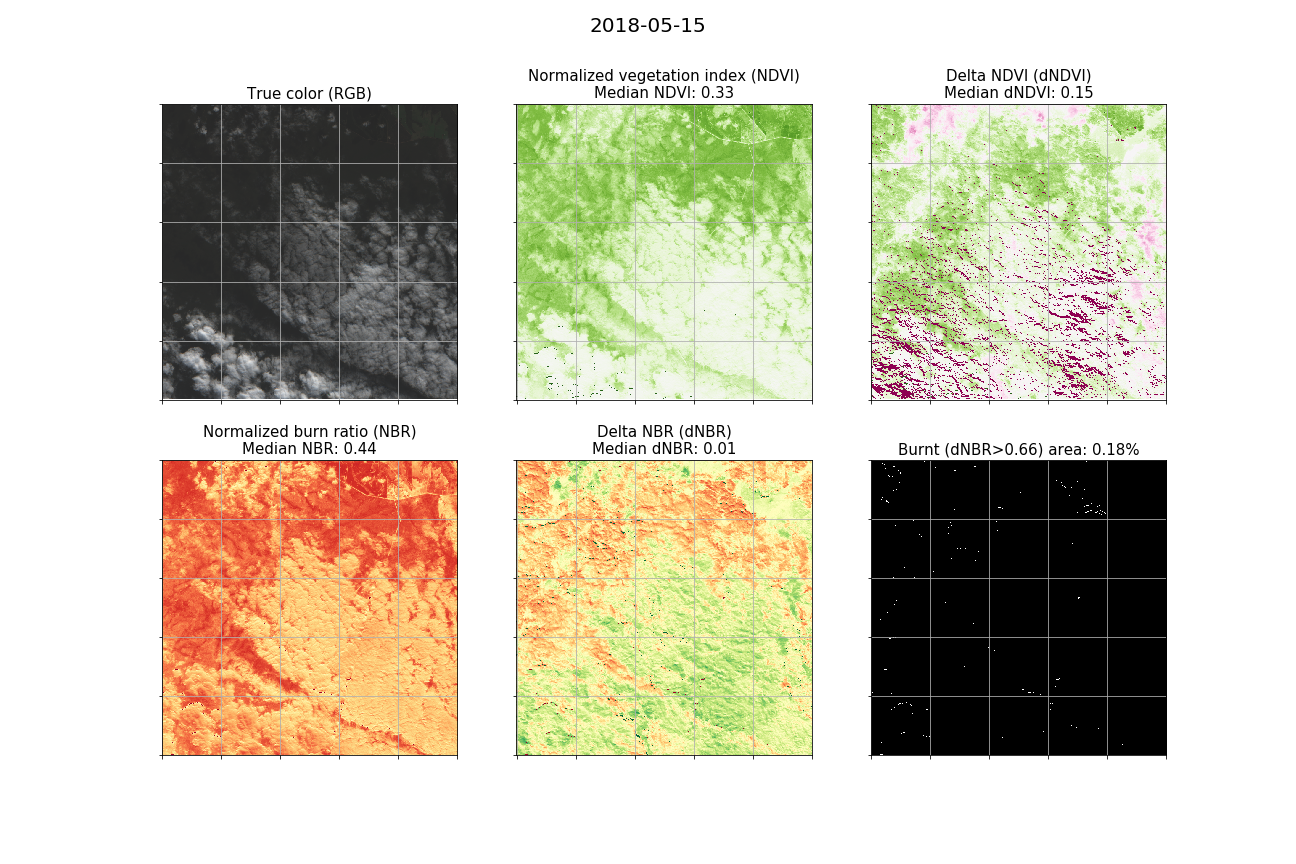 2018-05-15
True color (RGB)
Normalized vegetation index (NDVI)
Median NDVI: 0.33
Delta NDVI (dNDVI)
Median dNDVI: 0.15
Normalized burn ratio (NBR)
Median NBR: 0.44
Delta NBR (dNBR)
Median dNBR: 0.01
Burnt (dNBR>0.66) area: 0.18%